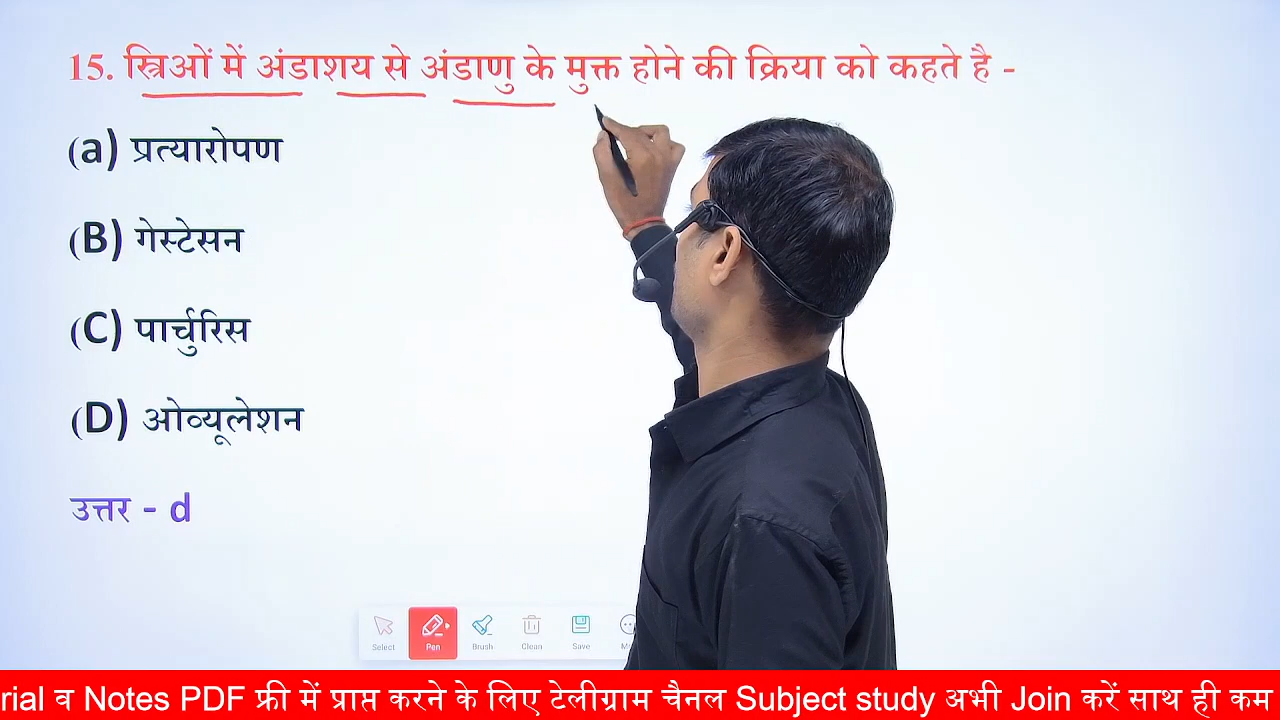 15. स्त्रिओं में अंडाशय से अंडाणु के मुक्त होने की क्रिया को कहते है -
(a) प्रत्यारोपण
(B) गेस्टेसन
(C) पार्चुरिस
(D) ओव्यूलेशन
उत्तर - d
Select Pen Brush Clean Save
rial व Notes PDF फ्री में प्राप्त करने के लिए टेलीग्राम चैनल Subject study अभी Join करें साथ ही कम